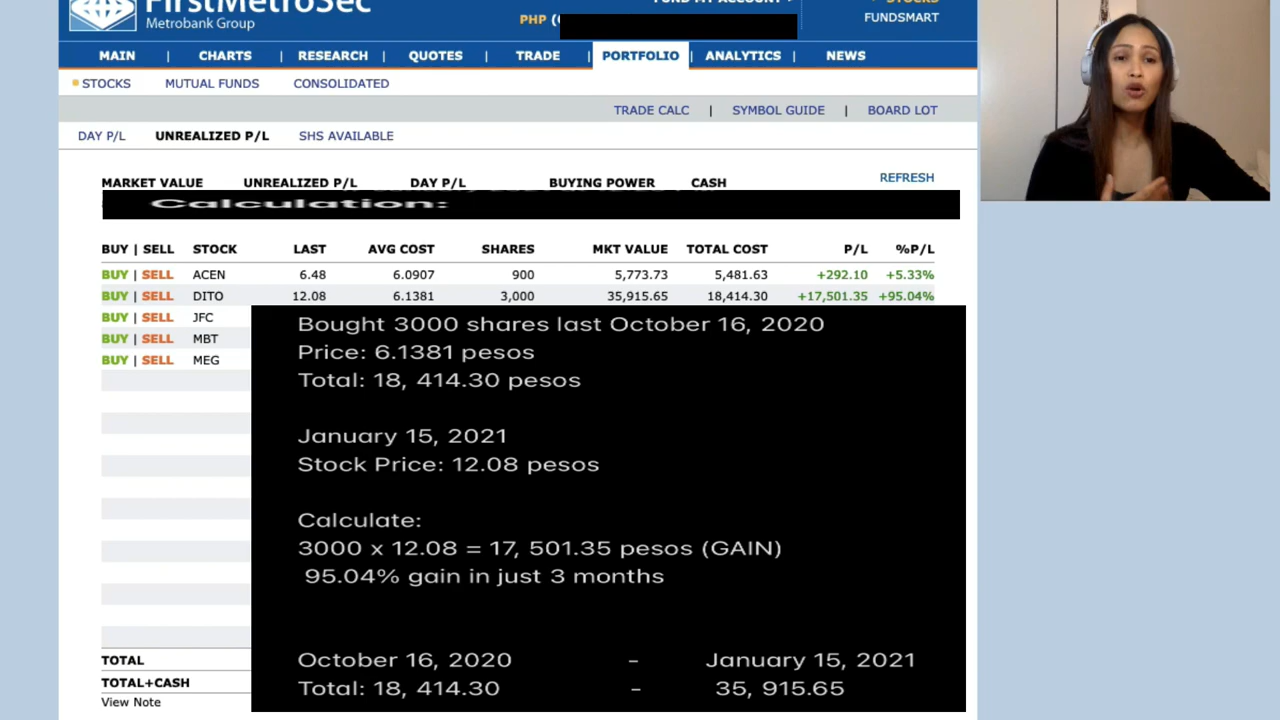 FirstMetroSec
FUND MY ACCOUNT
STOCKS
Metrobank Group
PHP (
FUNDSMART
MAIN | CHARTS | RESEARCH | QUOTES | TRADE | PORTFOLIO | ANALYTICS | NEWS
STOCKS MUTUAL FUNDS CONSOLIDATED
TRADE CALC | SYMBOL GUIDE | BOARD LOT
DAY P/L UNREALIZED P/L SHS AVAILABLE
MARKET VALUE UNREALIZED P/L DAY P/L BUYING POWER CASH REFRESH
Calculation:
BUY | SELL STOCK LAST AVG COST SHARES MKT VALUE TOTAL COST P/L %P/L
BUY | SELL ACEN 6.48 6.0907 900 5,773.73 5,481.63 +292.10 +5.33%
BUY | SELL DITO 12.08 6.1381 3,000 35,915.65 18,414.30 +17,501.35 +95.04%
BUY | SELL JFC
BUY | SELL MBT
BUY | SELL MEG
Bought 3000 shares last October 16, 2020
Price: 6.1381 pesos
Total: 18, 414.30 pesos
January 15, 2021
Stock Price: 12.08 pesos
Calculate:
3000 x 12.08 = 17, 501.35 pesos (GAIN)
95.04% gain in just 3 months
October 16, 2020 - January 15, 2021
Total: 18, 414.30 - 35, 915.65
TOTAL
TOTAL+CASH
View Note